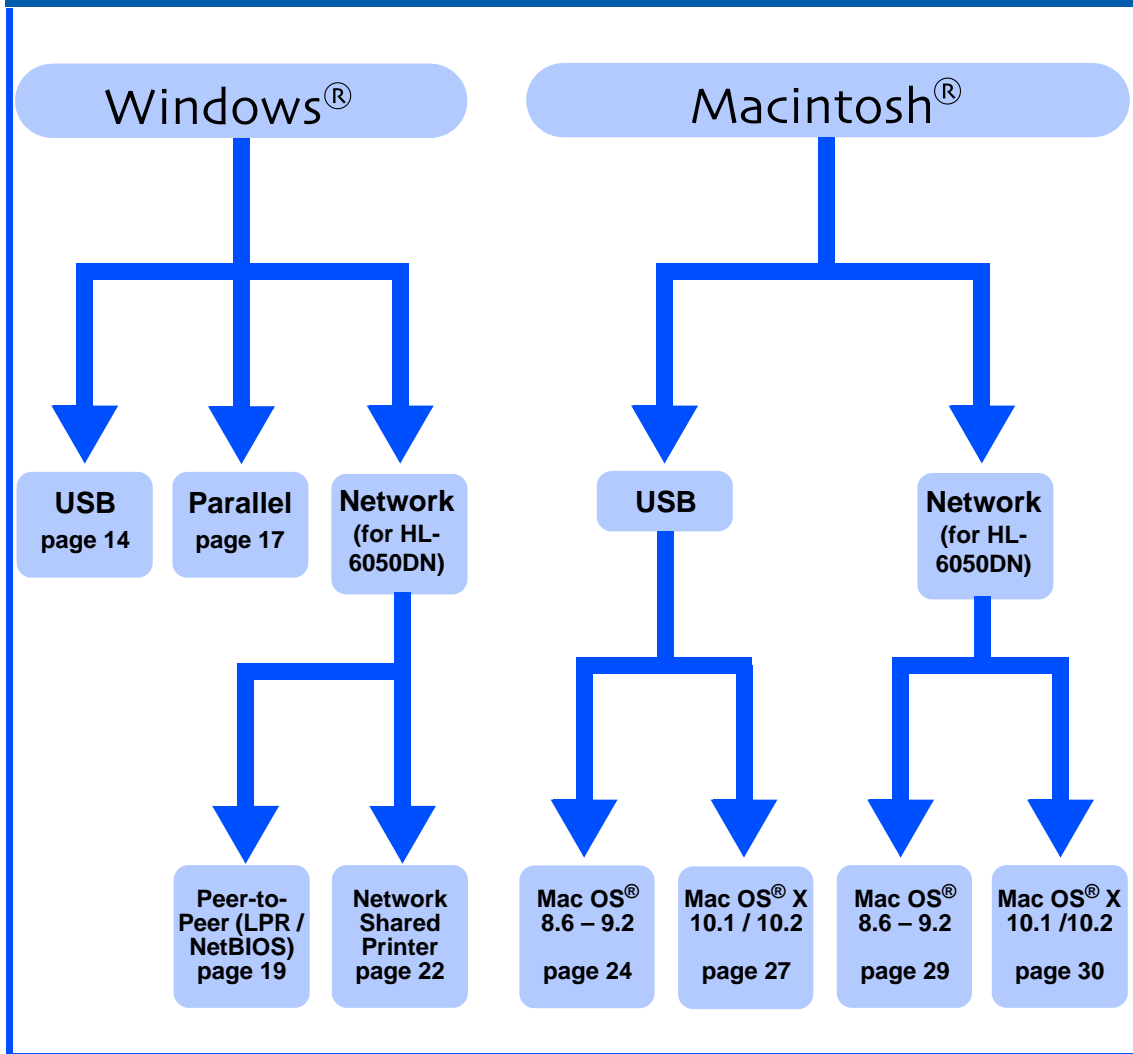 Windows®
Macintosh®
USB
page 14
Parallel
page 17
Network
(for HL-
6050DN)
USB
Network
(for HL-
6050DN)
Peer-to-
Peer (LPR /
NetBIOS)
page 19
Network
Shared
Printer
page 22
Mac OS®
8.6 – 9.2
page 24
Mac OS® X
10.1 / 10.2
page 27
Mac OS®
8.6 – 9.2
page 29
Mac OS® X
10.1 /10.2
page 30